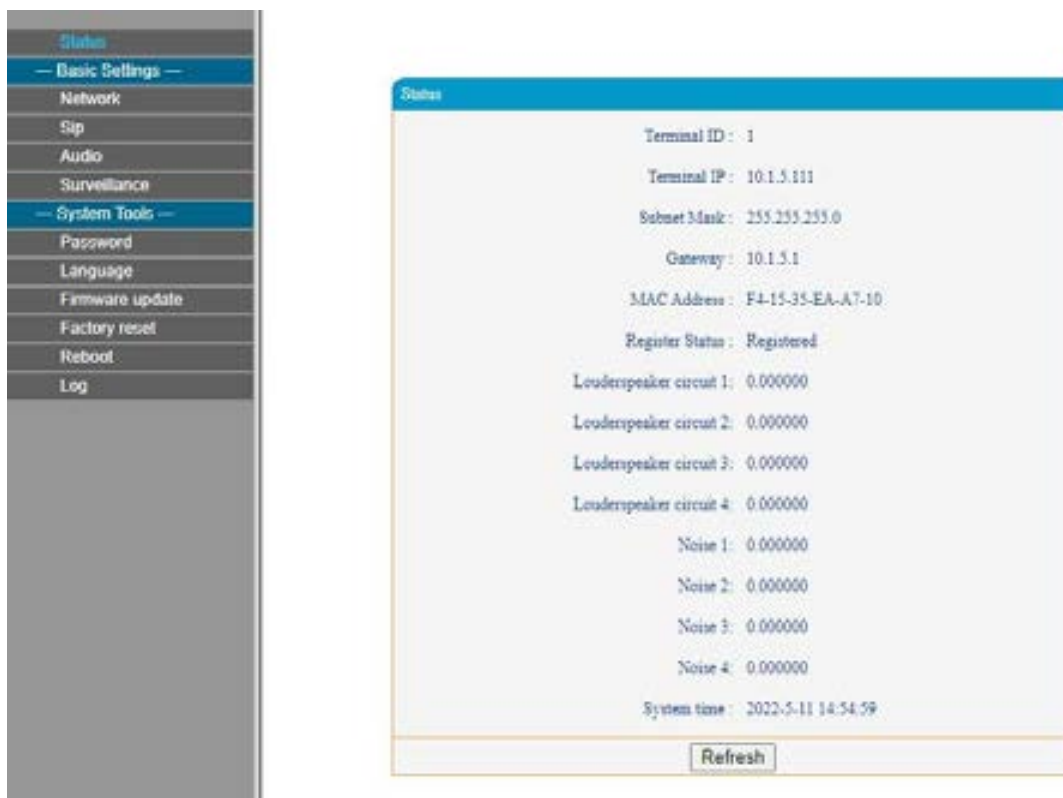 Status
— Basic Settings —
Network
Sip
Audio
Surveillance
— System Tools —
Password
Language
Firmware update
Factory reset
Reboot
Log
Status
Terminal ID : 1
Terminal IP : 10.1.5.111
Subnet Mask : 255.255.255.0
Gateway : 10.1.5.1
MAC Address : F4-15-35-EA-A7-10
Register Status : Registered
Louderspeaker circuit 1: 0.000000
Louderspeaker circuit 2: 0.000000
Louderspeaker circuit 3: 0.000000
Louderspeaker circuit 4: 0.000000
Noise 1: 0.000000
Noise 2: 0.000000
Noise 3: 0.000000
Noise 4: 0.000000
System time : 2022-5-11 14:54:59
Refresh